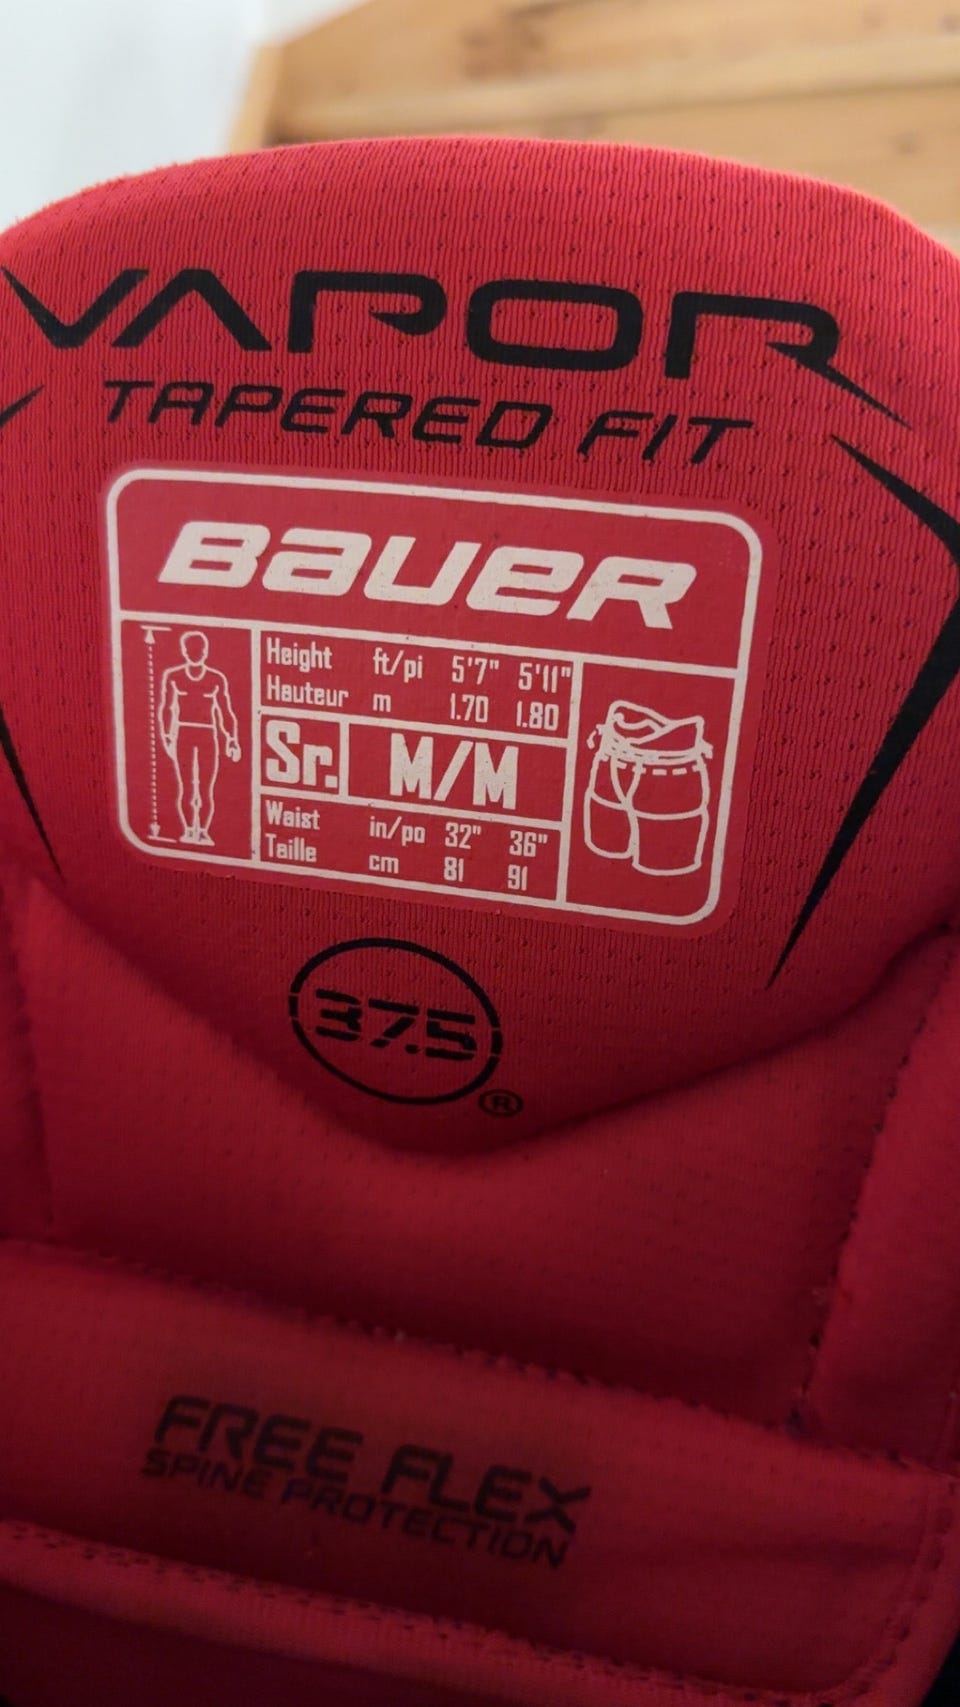 VAPOR
TAPERED FIT
BAUER
Height ft/pi 5'7" 5'11"
Hauteur m 1.70 1.80
Sr. M/M
Waist in/po 32" 36"
Taille cm 81 91
37.5
®
FREE FLEX
SPINE PROTECTION